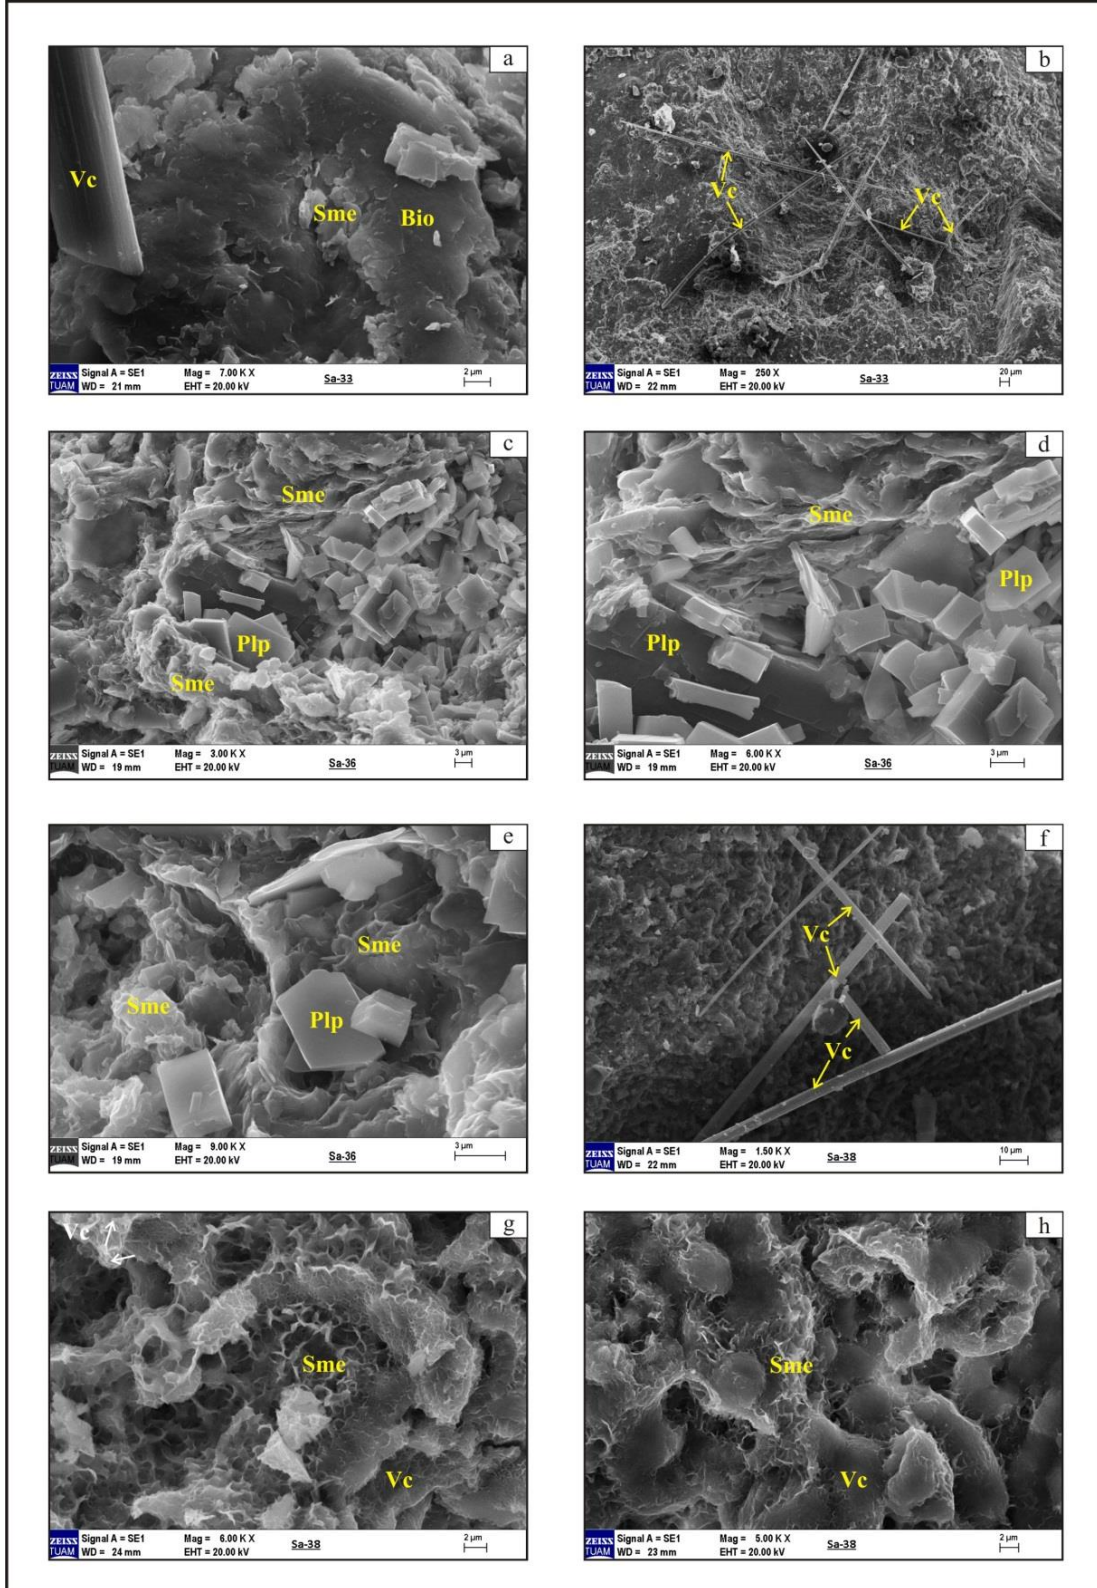 a
Vc
Sme
Bio
ZEISS
TUAM
Signal A = SE1
WD = 21 mm
Mag = 7.00 K X
EHT = 20.00 kV
Sa-33
2 µm
b
Vc
Vc
ZEISS
TUAM
Signal A = SE1
WD = 22 mm
Mag = 250 X
EHT = 20.00 kV
Sa-33
20 µm
c
Sme
Plp
Sme
ZEISS
TUAM
Signal A = SE1
WD = 19 mm
Mag = 3.00 K X
EHT = 20.00 kV
Sa-36
3 µm
d
Sme
Plp
Plp
ZEISS
TUAM
Signal A = SE1
WD = 19 mm
Mag = 6.00 K X
EHT = 20.00 kV
Sa-36
3 µm
e
Sme
Sme
Plp
ZEISS
TUAM
Signal A = SE1
WD = 19 mm
Mag = 9.00 K X
EHT = 20.00 kV
Sa-36
3 µm
f
Vc
Vc
ZEISS
TUAM
Signal A = SE1
WD = 22 mm
Mag = 1.50 K X
EHT = 20.00 kV
Sa-38
10 µm
g
Vc
Sme
Vc
ZEISS
TUAM
Signal A = SE1
WD = 24 mm
Mag = 6.00 K X
EHT = 20.00 kV
Sa-38
2 µm
h
Sme
Vc
ZEISS
TUAM
Signal A = SE1
WD = 23 mm
Mag = 5.00 K X
EHT = 20.00 kV
Sa-38
2 µm